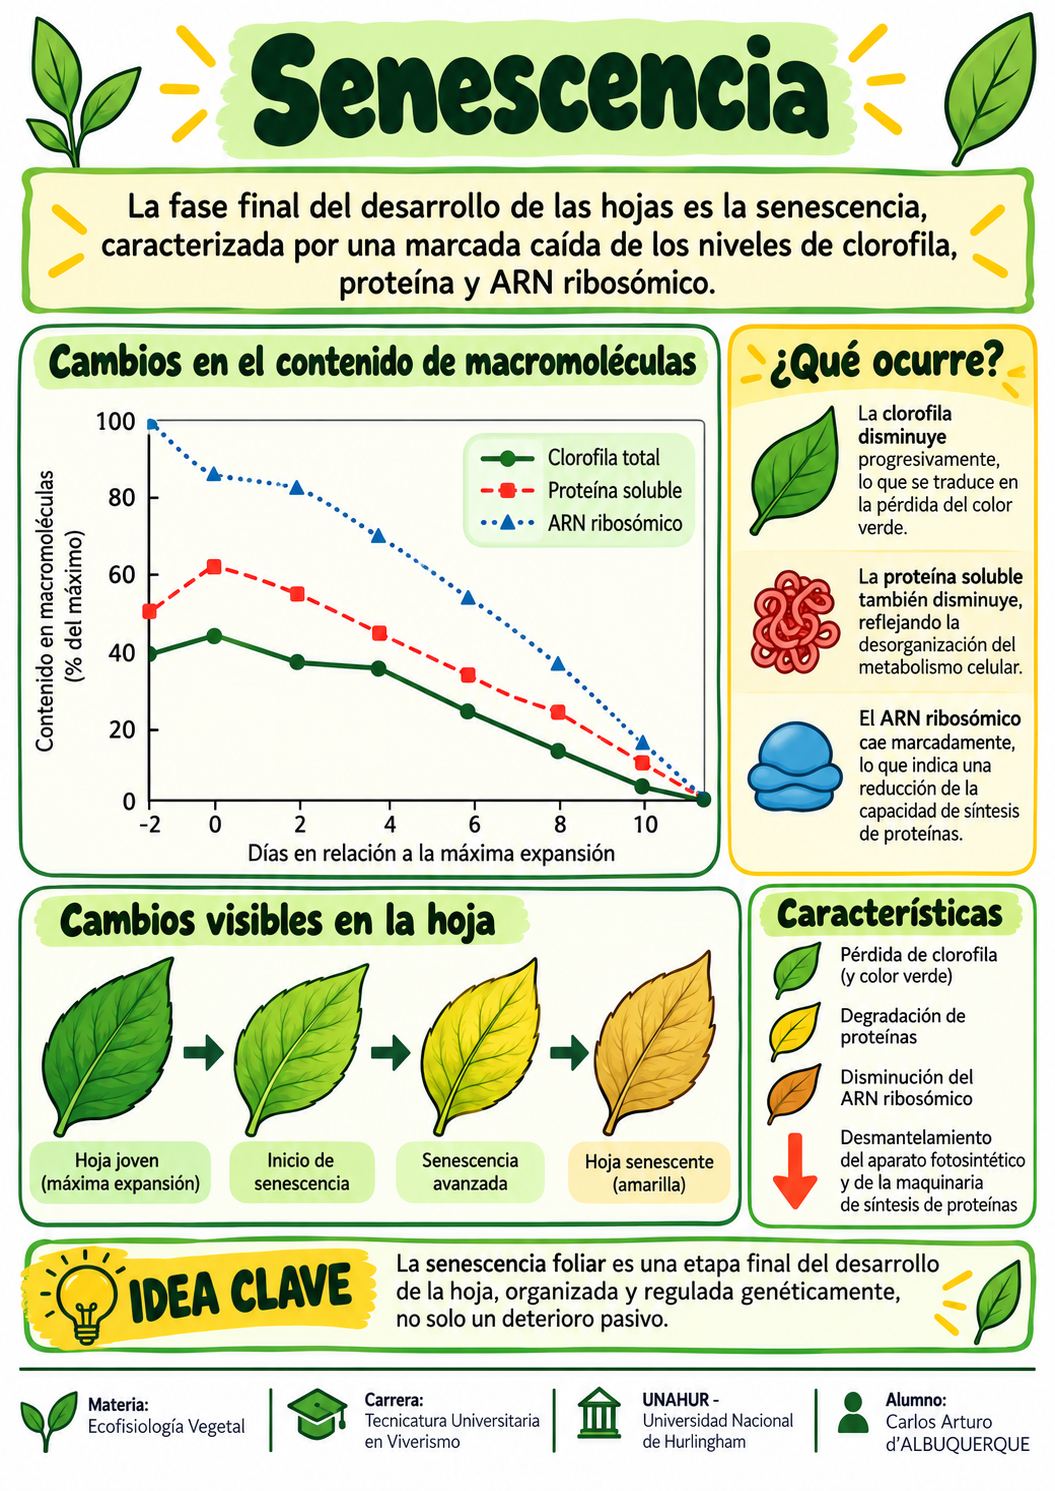 Senescencia
La fase final del desarrollo de las hojas es la senescencia,
caracterizada por una marcada caída de los niveles de clorofila,
proteína y ARN ribosómico.
Cambios en el contenido de macromoléculas
Contenido en macromoléculas
(% del máximo)
100
80
60
40
20
0
Clorofila total
Proteína soluble
ARN ribosómico
-2 0 2 4 6 8 10
Días en relación a la máxima expansión
¿Qué ocurre?
La clorofila
disminuye
progresivamente,
lo que se traduce en
la pérdida del color
verde.
La proteína soluble
también disminuye,
reflejando la
desorganización del
metabolismo celular.
El ARN ribosómico
cae marcadamente,
lo que indica una
reducción de la
capacidad de síntesis
de proteínas.
Cambios visibles en la hoja
Hoja joven
(máxima expansión)
Inicio de
senescencia
Senescencia
avanzada
Hoja senescente
(amarilla)
Características
Pérdida de clorofila
(y color verde)
Degradación de
proteínas
Disminución del
ARN ribosómico
Desmantelamiento
del aparato fotosintético
y de la maquinaria
de síntesis de proteínas
IDEA CLAVE
La senescencia foliar es una etapa final del desarrollo
de la hoja, organizada y regulada genéticamente,
no solo un deterioro pasivo.
Materia:
Ecofisiología Vegetal
Carrera:
Tecnicatura Universitaria
en Viverismo
UNAHUR -
Universidad Nacional
de Hurlingham
Alumno:
Carlos Arturo
d'ALBUQUERQUE